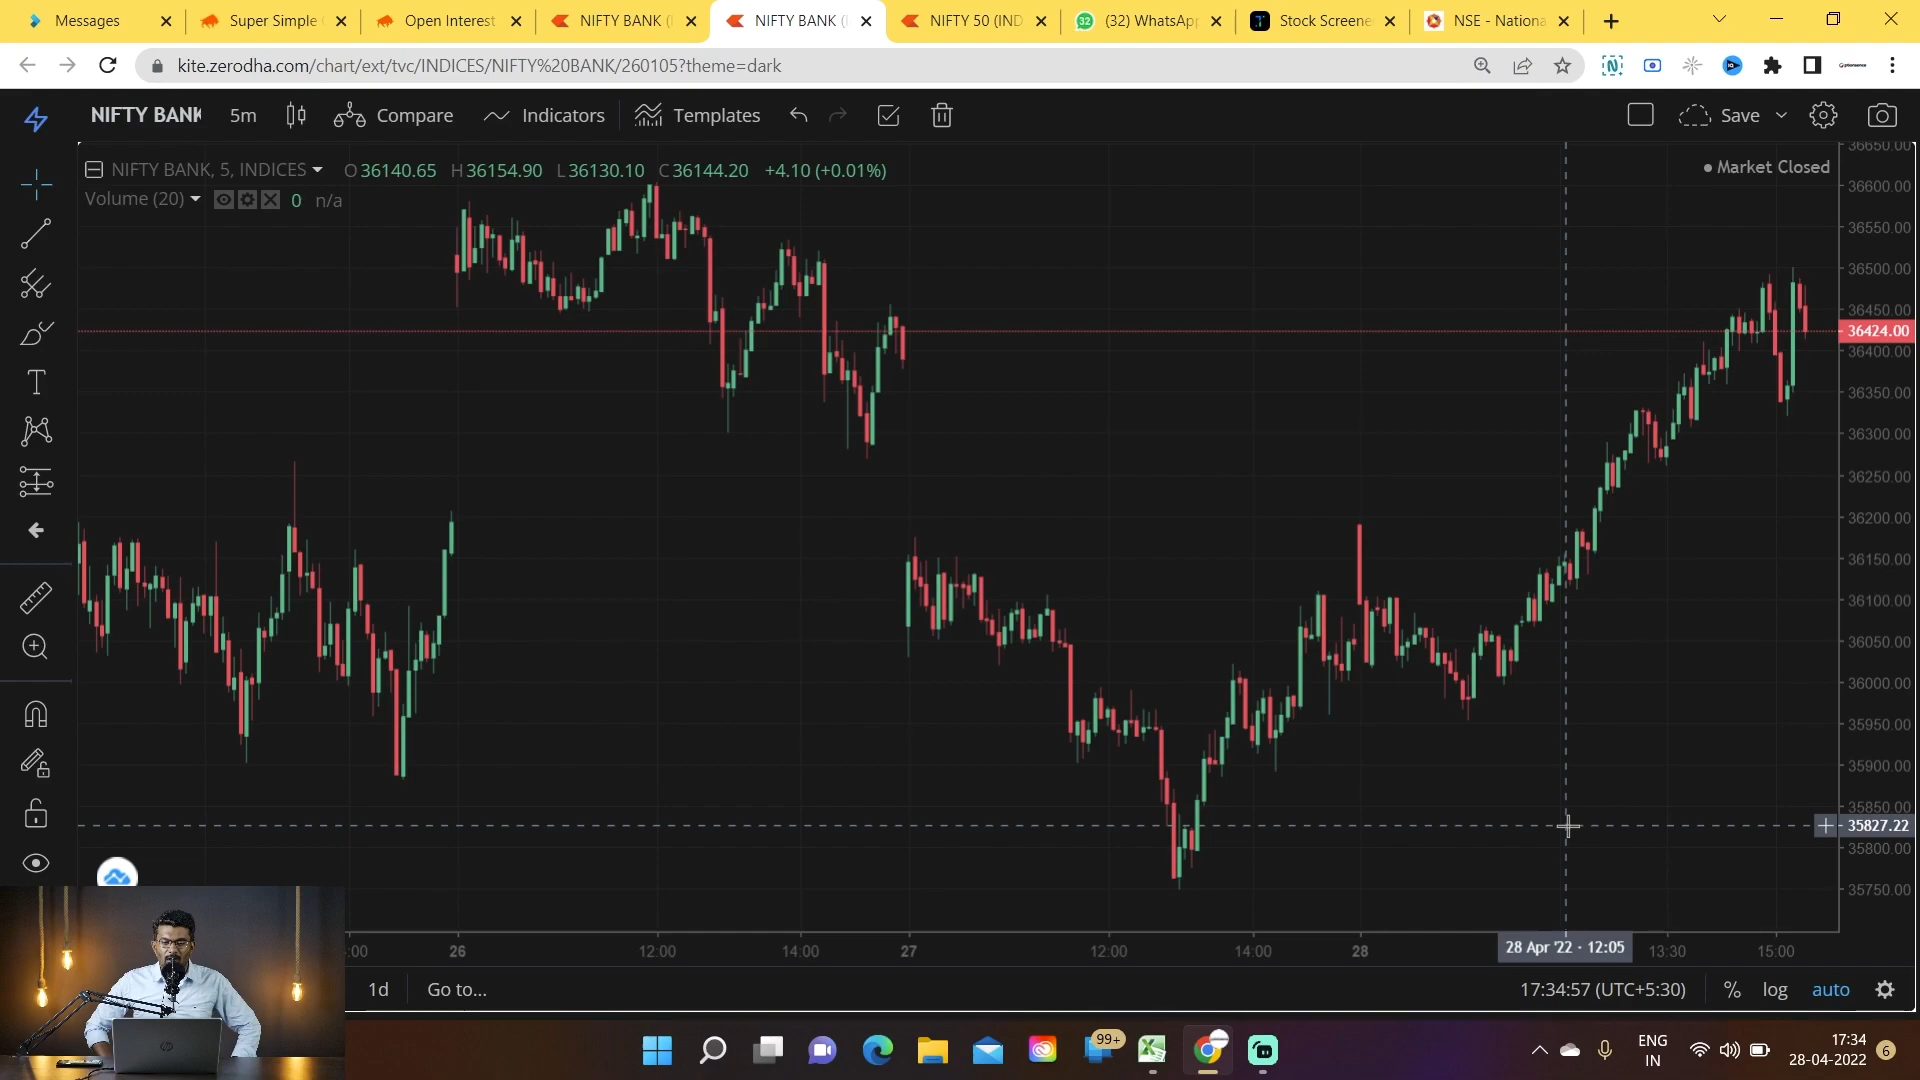 Messages
Super Simple
Open Interest
NIFTY BANK (
NIFTY BANK (
NIFTY 50 (IND
(32) WhatsApp
Stock Screene
NSE - Nationa
kite.zerodha.com/chart/ext/tvc/INDICES/NIFTY%20BANK/260105?theme=dark
NIFTY BANK
5m
Compare
Indicators
Templates
Save
NIFTY BANK, 5, INDICES
O36140.65 H36154.90 L36130.10 C36144.20 +4.10 (+0.01%)
Market Closed
Volume (20)
0 n/a
36650.00
36600.00
36550.00
36500.00
36450.00
36424.00
36400.00
36350.00
36300.00
36250.00
36200.00
36150.00
36100.00
36050.00
36000.00
35950.00
35900.00
35850.00
35827.22
35800.00
35750.00
:00
26
12:00
14:00
27
12:00
14:00
28
28 Apr '22 · 12:05
13:30
15:00
1d
Go to...
17:34:57 (UTC+5:30)
%
log
auto
99+
ENG
IN
17:34
28-04-2022
6